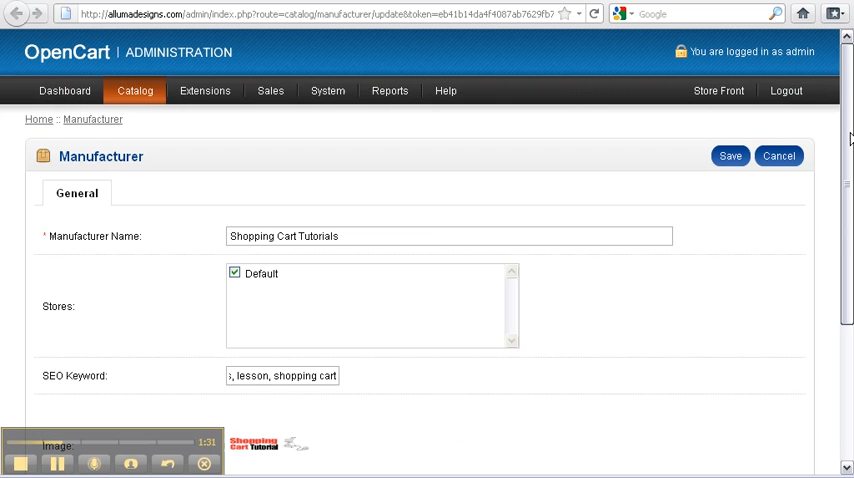 http://allumadesigns.com/admin/index.php?route=catalog/manufacturer/update&token=eb41b14da4f4087ab7629fb7
Google
OpenCart | ADMINISTRATION
You are logged in as admin
Dashboard Catalog Extensions Sales System Reports Help Store Front Logout
Home :: Manufacturer
Manufacturer Save Cancel
General
* Manufacturer Name: Shopping Cart Tutorials
Stores: Default
SEO Keyword: s, lesson, shopping cart
Image: Shopping
Cart Tutorial
1:31